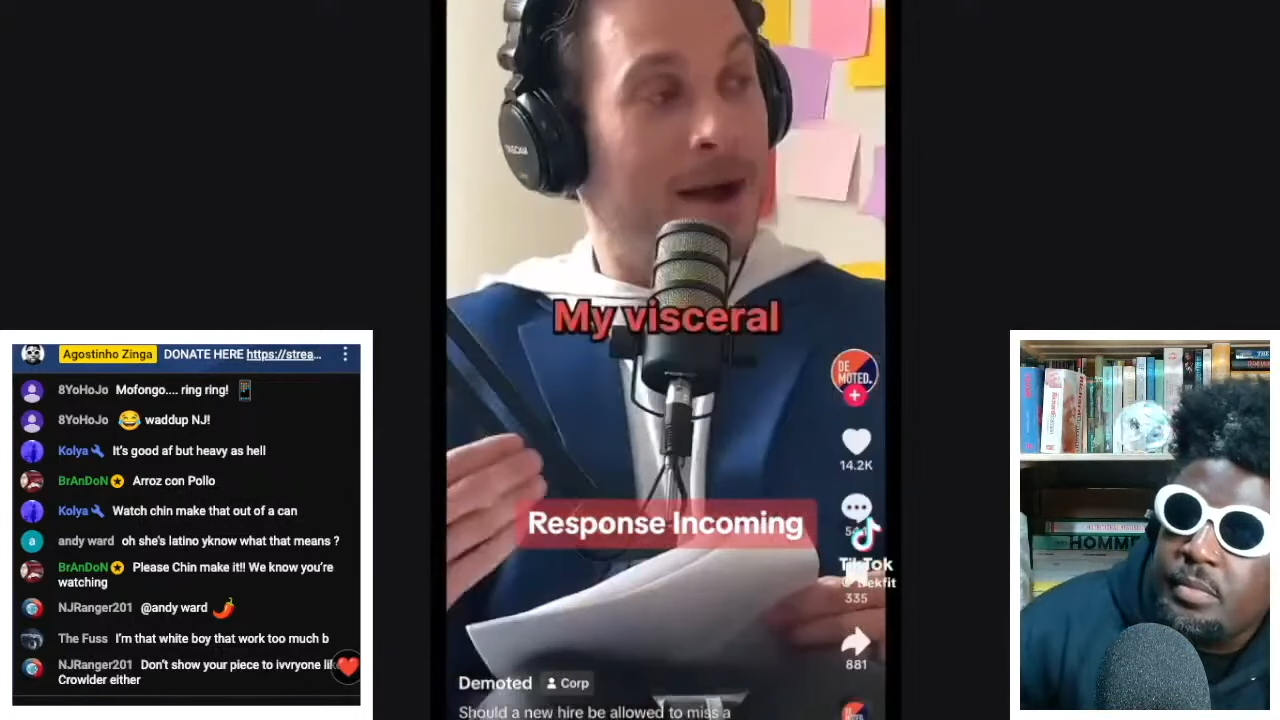 TASCAM
My visceral
DE
MOTED.
14.2K
Response Incoming
TikTok
335
881
Demoted
Corp
Should a new hire be allowed to miss a
Agostinho Zinga DONATE HERE https://strea...
8YoHoJo Mofongo.... ring ring!
8YoHoJo waddup NJ!
Kolya It's good af but heavy as hell
BrAnDoN Arroz con Pollo
Kolya Watch chin make that out of a can
andy ward oh she's latino yknow what that means ?
BrAnDoN Please Chin make it!! We know you're
watching
NJRanger201 @andy ward
The Fuss I'm that white boy that work too much b
NJRanger201 Don't show your piece to ivvryone
Crowlder either
HOMME